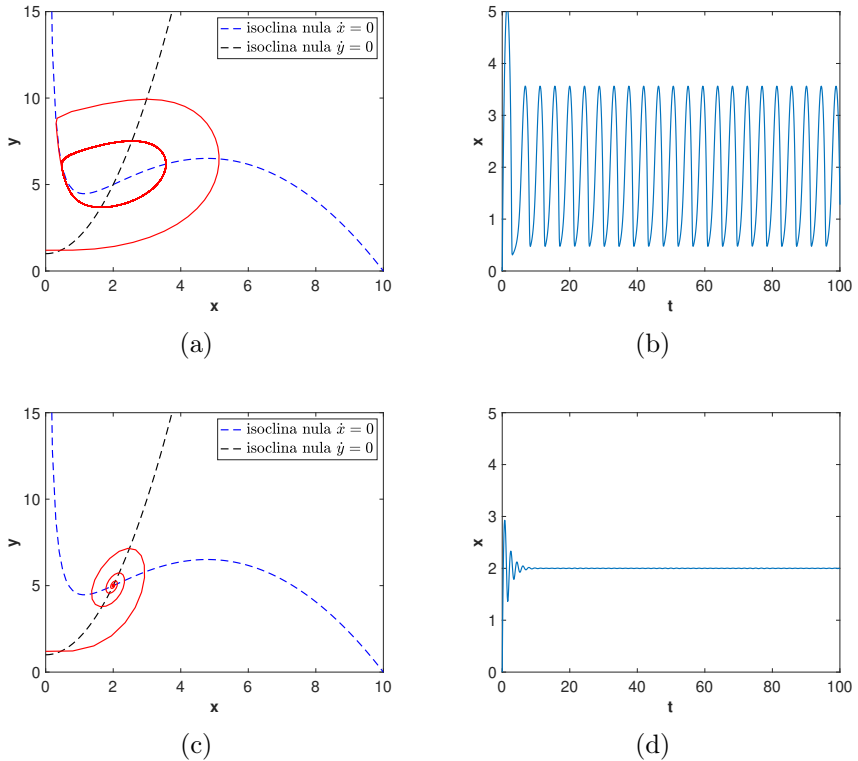 15
10
5
0
y
isoclina nula ẋ = 0
isoclina nula ẏ = 0
0 2 4 6 8 10
x
(a)
5
4
3
2
1
0
x
0 20 40 60 80 100
t
(b)
15
10
5
0
y
isoclina nula ẋ = 0
isoclina nula ẏ = 0
0 2 4 6 8 10
x
(c)
5
4
3
2
1
0
x
0 20 40 60 80 100
t
(d)